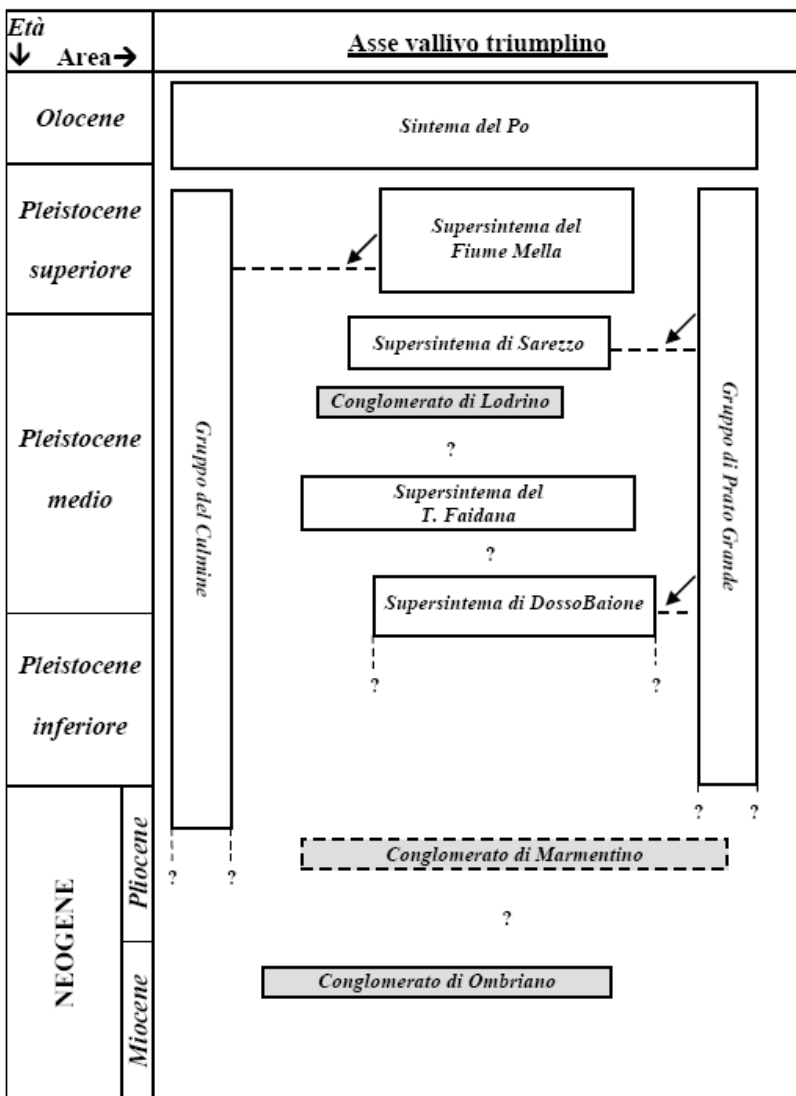 Età
↓ Area→
Asse vallivo triumplino
Olocene
Sintema del Po
Pleistocene
superiore
Supersintema del
Fiume Mella
Supersintema di Sarezzo
Conglomerato di Lodrino
?
Pleistocene
medio
Gruppo del Culmine
Gruppo di Prato Grande
Supersintema del
T. Faidana
?
Supersintema di DossoBaione
? ?
Pleistocene
inferiore
? ?
NEOGENE
Pliocene
Conglomerato di Marmentino
? ?
?
Miocene
Conglomerato di Ombriano